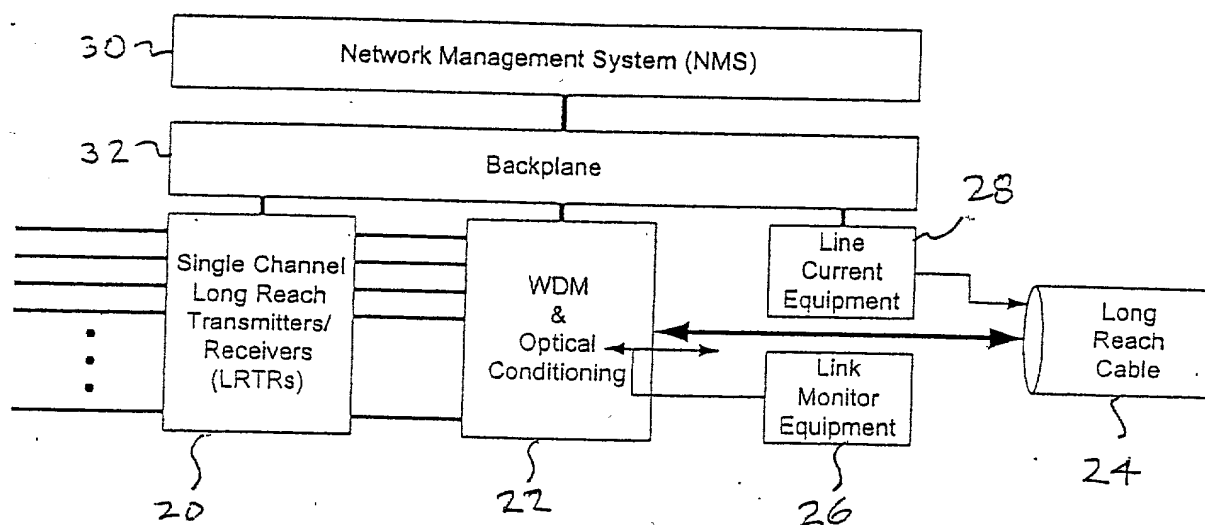 30
Network Management System (NMS)
32
Backplane
28
Single Channel
Long Reach
Transmitters/
Receivers
(LRTRs)
WDM
&
Optical
Conditioning
Line
Current
Equipment
Link
Monitor
Equipment
Long
Reach
Cable
20
22
26
24